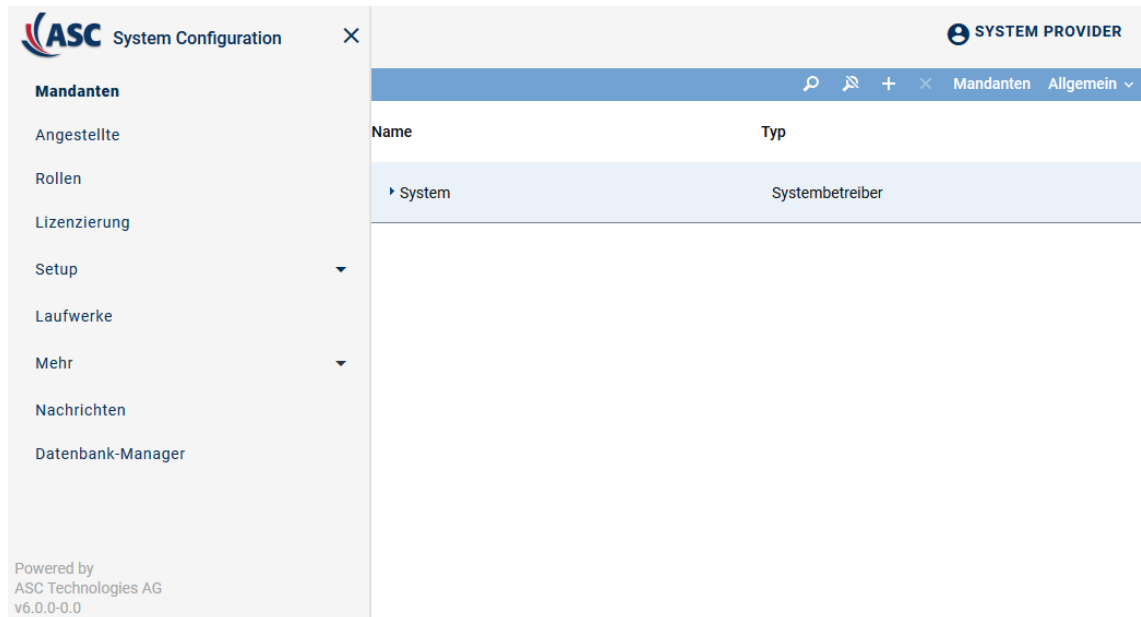 ASC System Configuration
SYSTEM PROVIDER
Mandanten
Angestellte
Rollen
Lizenzierung
Setup
Laufwerke
Mehr
Nachrichten
Datenbank-Manager
Powered by
ASC Technologies AG
v6.0.0-0.0
Mandanten Allgemein
Name Typ
System Systembetreiber